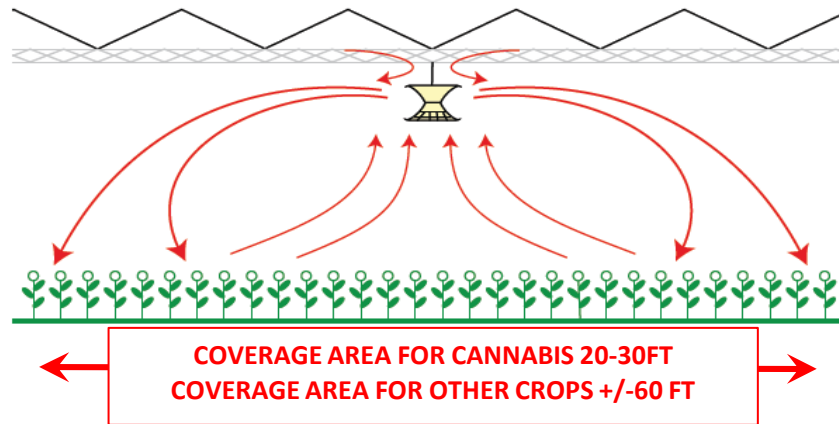 COVERAGE AREA FOR CANNABIS 20-30FT
COVERAGE AREA FOR OTHER CROPS +/-60 FT